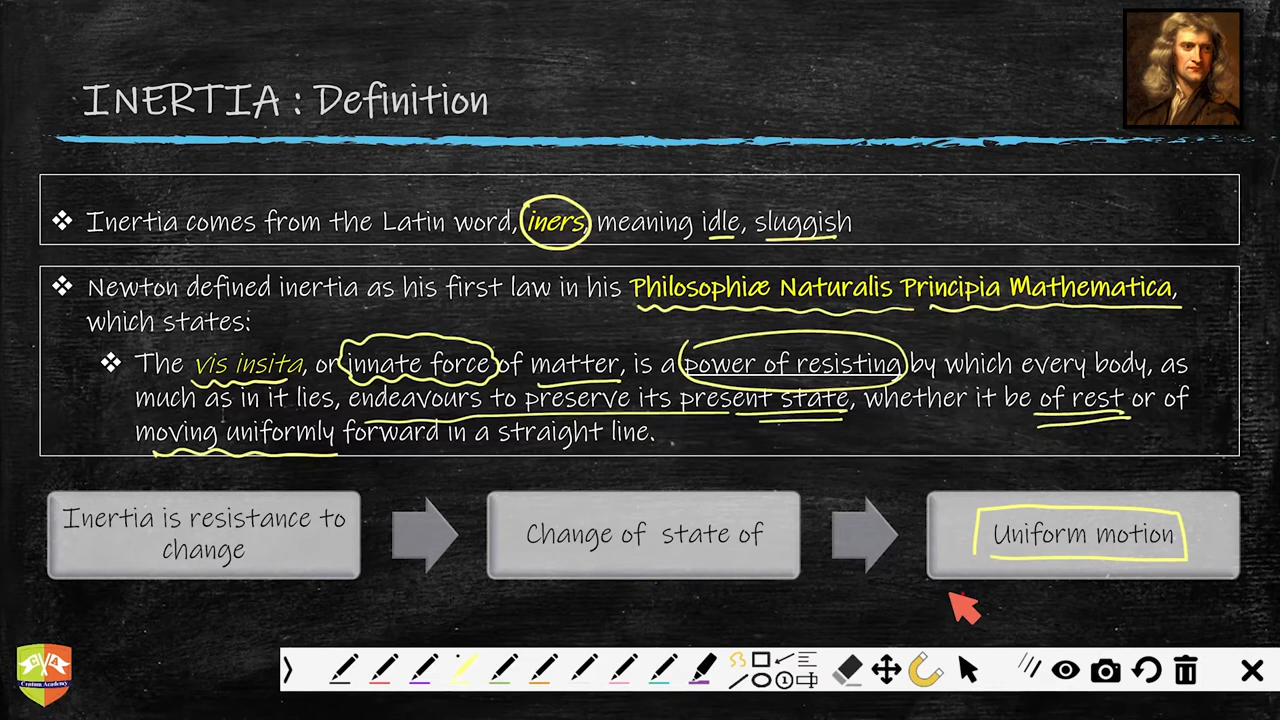 INERTIA : Definition
❖ Inertia comes from the Latin word, iners, meaning idle, sluggish
❖ Newton defined inertia as his first law in his Philosophiæ Naturalis Principia Mathematica,
which states:
❖ The vis insita, or innate force of matter, is a power of resisting by which every body, as
much as in it lies, endeavours to preserve its present state, whether it be of rest or of
moving uniformly forward in a straight line.
Inertia is resistance to
change
Change of state of
Uniform motion
CVA
Centum Academy